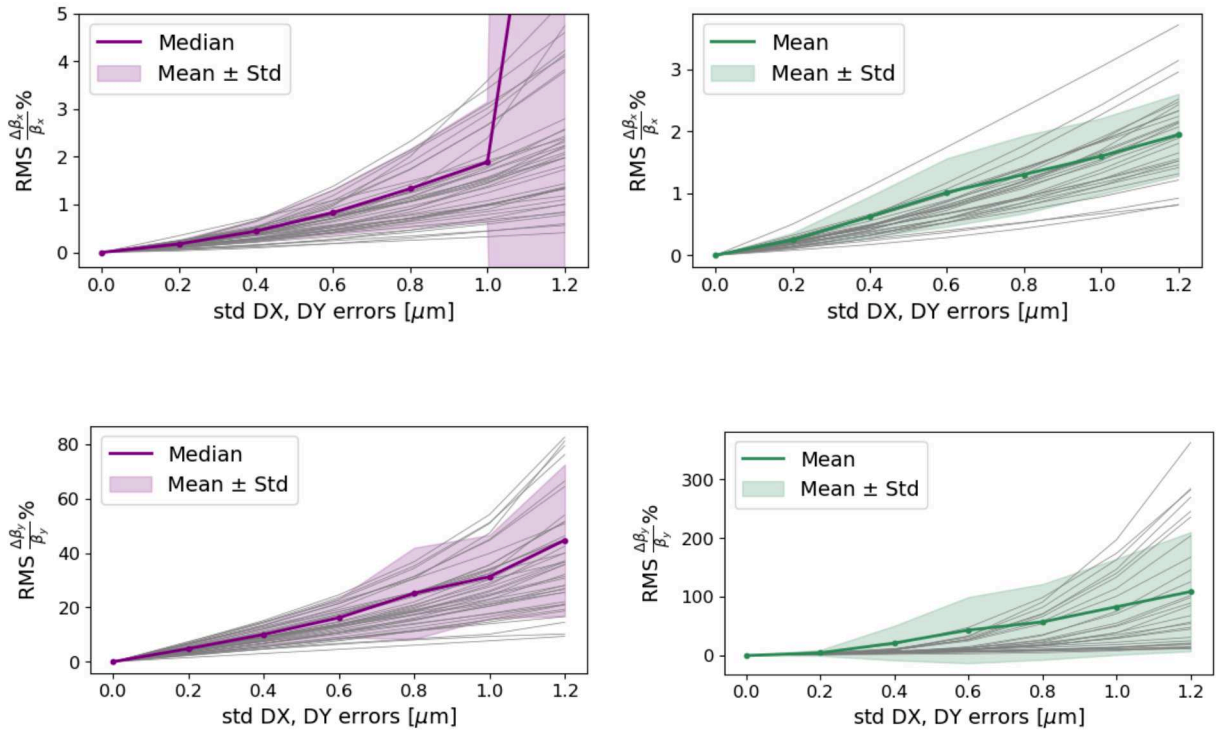 5
4
3
2
1
0
RMS Δβx/βx %
Median
Mean ± Std
0.0 0.2 0.4 0.6 0.8 1.0 1.2
std DX, DY errors [μm]
3
2
1
0
RMS Δβx/βx %
Mean
Mean ± Std
0.0 0.2 0.4 0.6 0.8 1.0 1.2
std DX, DY errors [μm]
80
60
40
20
0
RMS Δβy/βy %
Median
Mean ± Std
0.0 0.2 0.4 0.6 0.8 1.0 1.2
std DX, DY errors [μm]
300
200
100
0
RMS Δβy/βy %
Mean
Mean ± Std
0.0 0.2 0.4 0.6 0.8 1.0 1.2
std DX, DY errors [μm]